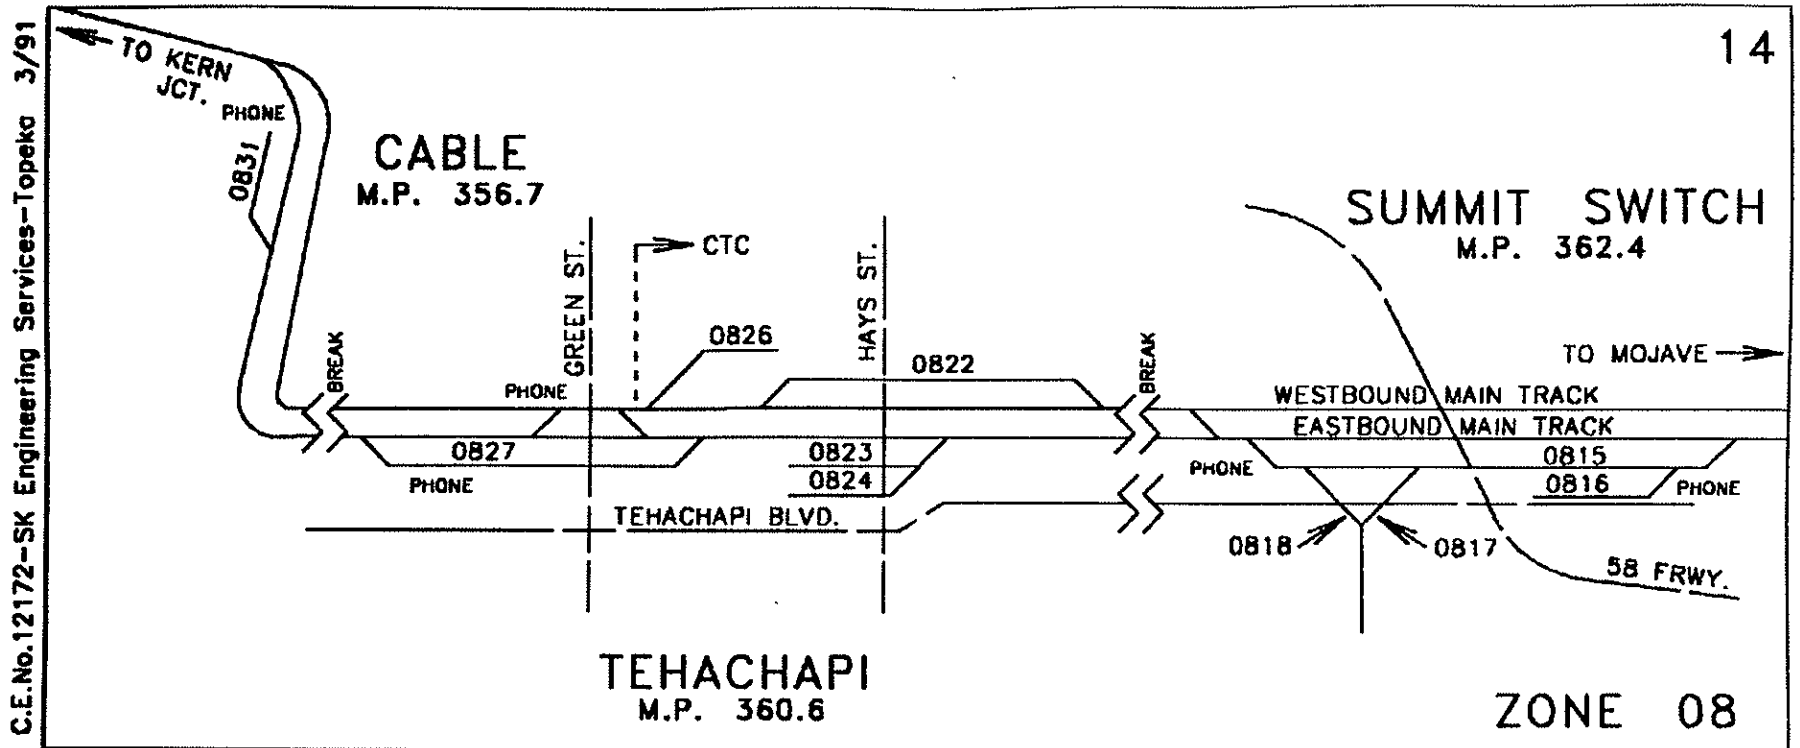 C.E.No.12172-SK Engineering Services-Topeka 3/91
14
TO KERN
JCT.
PHONE
0831
CABLE
M.P. 356.7
SUMMIT SWITCH
M.P. 362.4
GREEN ST.
CTC
HAYS ST.
0826
0822
BREAK
BREAK
TO MOJAVE
PHONE
WESTBOUND MAIN TRACK
EASTBOUND MAIN TRACK
0827
0823
0815
PHONE
0824
PHONE
0816
PHONE
TEHACHAPI BLVD.
0818
0817
58 FRWY.
TEHACHAPI
M.P. 360.6
ZONE 08